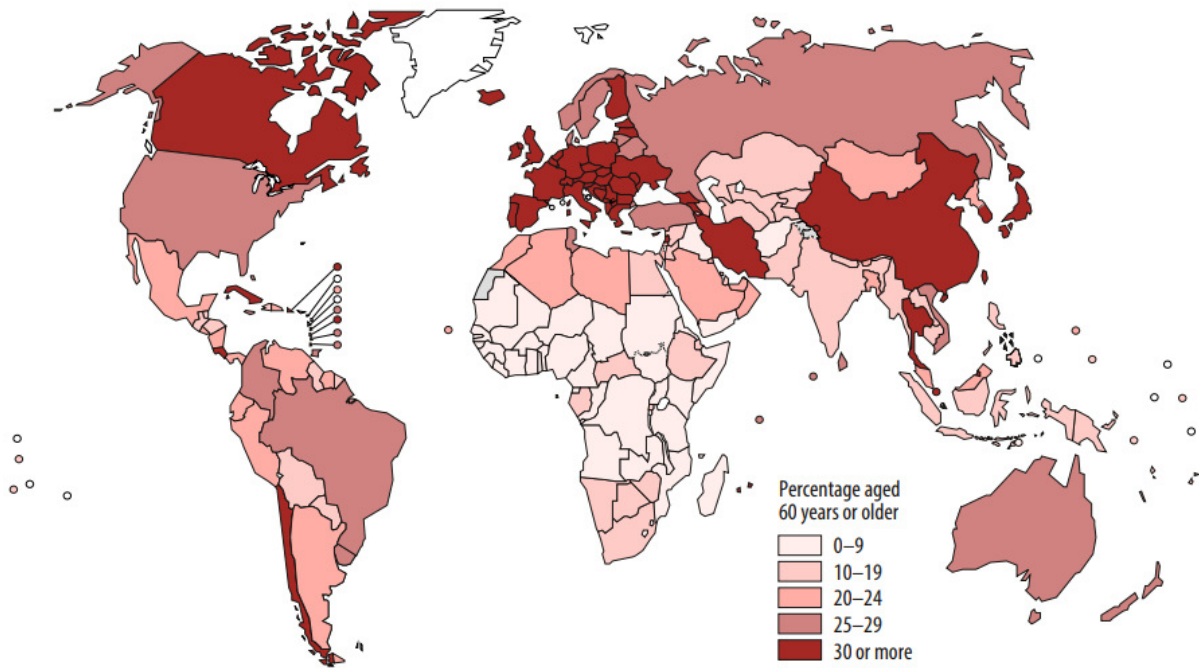 Percentage aged
60 years or older
0–9
10–19
20–24
25–29
30 or more